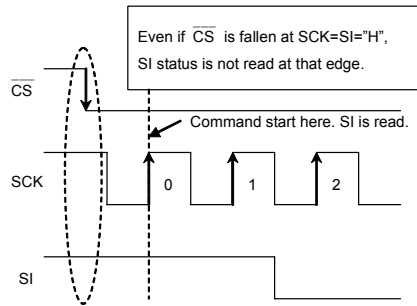 Even if CS is fallen at SCK=SI="H",
SI status is not read at that edge.
CS
Command start here. SI is read.
SCK
0
1
2
SI